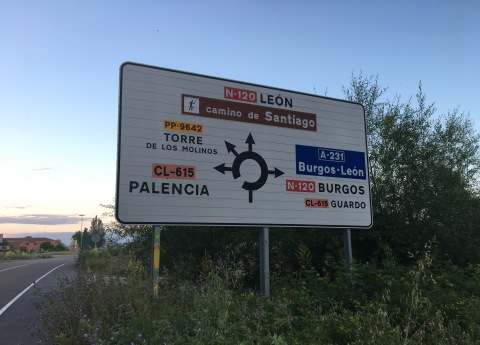 N-120 LEÓN
camino de Santiago
PP-9642
TORRE
DE LOS MOLINOS
CL-615
PALENCIA
A-231
Burgos-León
N-120 BURGOS
CL-615 GUARDO